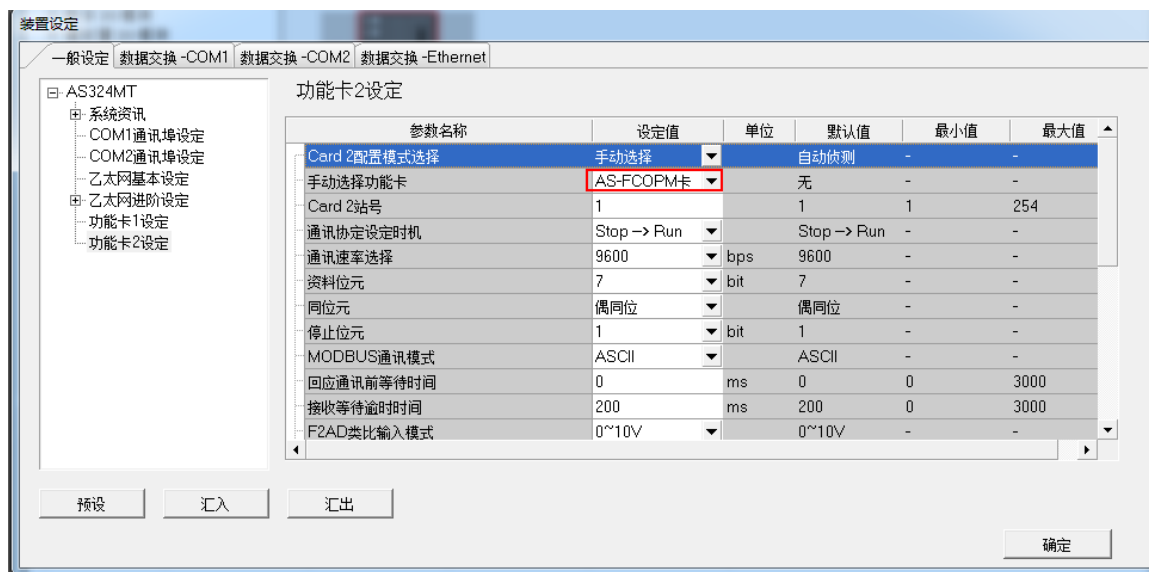 装置设定
一般设定 数据交换 -COM1 数据交换 -COM2 数据交换 -Ethernet
AS324MT
系统资讯
COM1通讯埠设定
COM2通讯埠设定
乙太网基本设定
乙太网进阶设定
功能卡1设定
功能卡2设定
功能卡2设定
参数名称 设定值 单位 默认值 最小值 最大值
Card 2配置模式选择 手动选择 自动侦测 - -
手动选择功能卡 AS-FCOPM卡 无 - -
Card 2站号 1 1 1 254
通讯协定设定时机 Stop -> Run Stop -> Run - -
通讯速率选择 9600 bps 9600 - -
资料位元 7 bit 7 - -
同位元 偶同位 偶同位 - -
停止位元 1 bit 1 - -
MODBUS通讯模式 ASCII ASCII - -
回应通讯前等待时间 0 ms 0 0 3000
接收等待逾时时间 200 ms 200 0 3000
F2AD类比输入模式 0~10V 0~10V - -
预设 汇入 汇出
确定